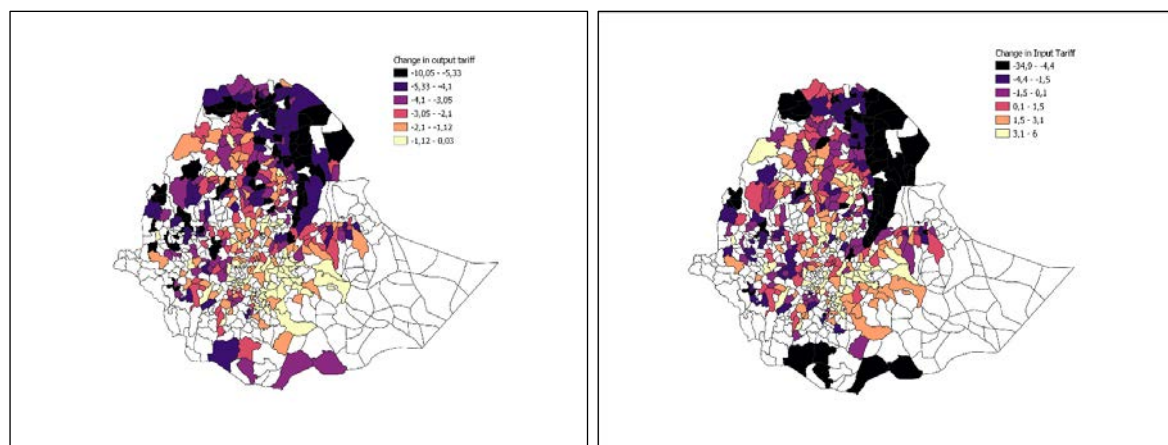 Change in output tariff
-10,05 - -5,33
-5,33 - -4,1
-4,1 - -3,05
-3,05 - -2,1
-2,1 - -1,12
-1,12 - 0,03
Change in Input Tariff
-34,9 - -4,4
-4,4 - -1,5
-1,5 - 0,1
0,1 - 1,5
1,5 - 3,1
3,1 - 6